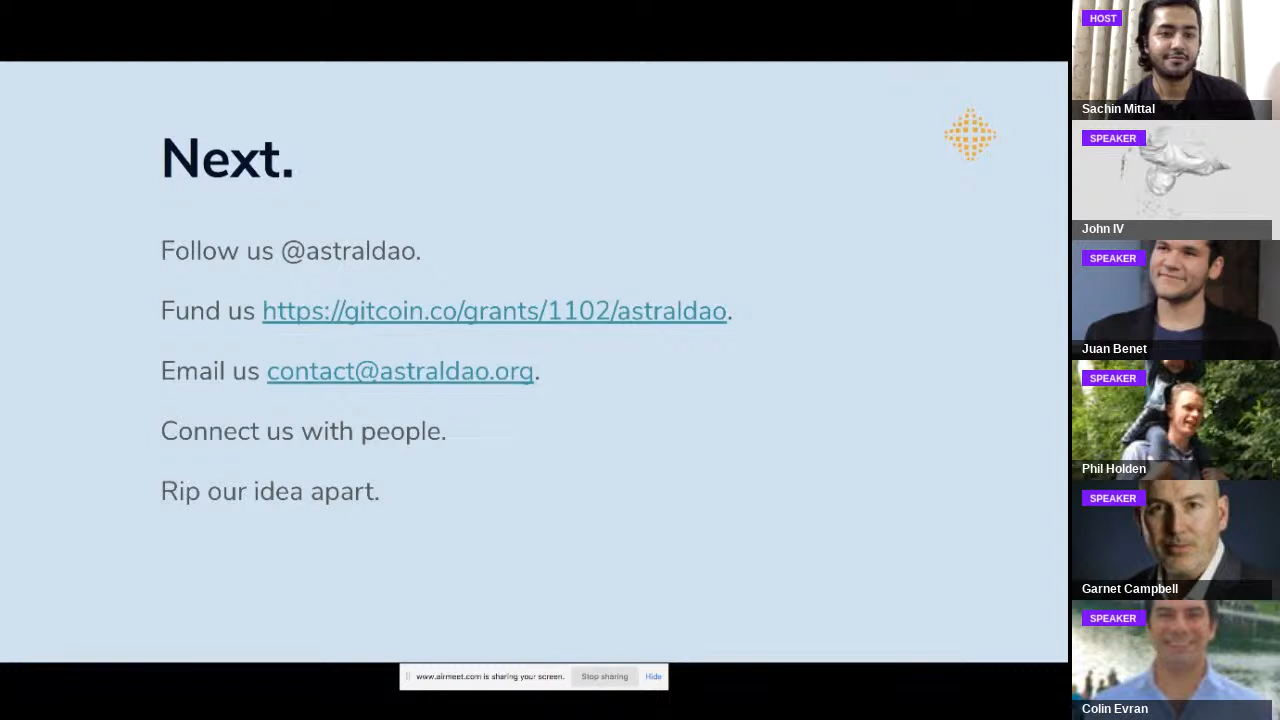 Next.
Follow us @astraldao.
Fund us https://gitcoin.co/grants/1102/astraldao.
Email us contact@astraldao.org.
Connect us with people.
Rip our idea apart.
www.airmeet.com is sharing your screen. Stop sharing Hide
HOST
Sachin Mittal
SPEAKER
John IV
SPEAKER
Juan Benet
SPEAKER
Phil Holden
SPEAKER
Garnet Campbell
SPEAKER
Colin Evran